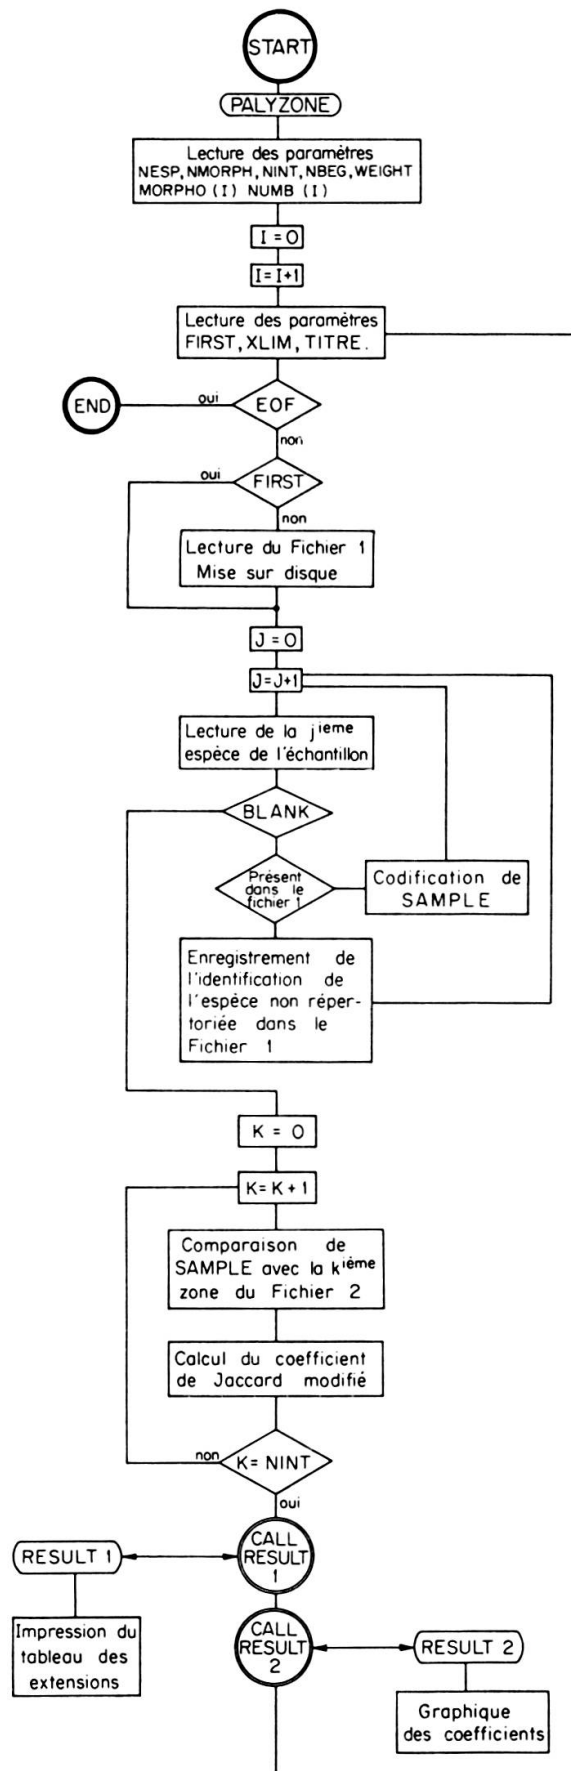 START
PALYZONE
Lecture des paramètres
NESP, NMORPH, NINT, NBEG, WEIGHT
MORPHO (I) NUMB (I)
I = 0
I = I+1
Lecture des paramètres
FIRST, XLIM, TITRE.
END
oui
EOF
non
oui
FIRST
non
Lecture du Fichier 1
Mise sur disque
J = 0
J = J+1
Lecture de la jieme
espèce de l'échantillon
BLANK
Présent
dans le
fichier 1
Codification de
SAMPLE
Enregistrement de
l'identification de
l'espèce non réper-
toriée dans le
Fichier 1
K = 0
K = K + 1
Comparaison de
SAMPLE avec la kième
zone du Fichier 2
Calcul du coefficient
de Jaccard modifié
non
K = NINT
oui
CALL
RESULT
1
RESULT 1
Impression du
tableau des
extensions
CALL
RESULT
2
RESULT 2
Graphique
des coefficients